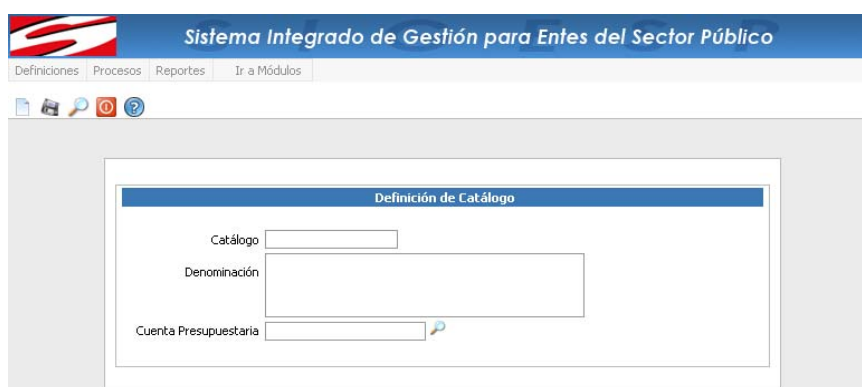 Sistema Integrado de Gestión para Entes del Sector Público
Definiciones Procesos Reportes Ir a Módulos
Definición de Catálogo
Catálogo
Denominación
Cuenta Presupuestaria